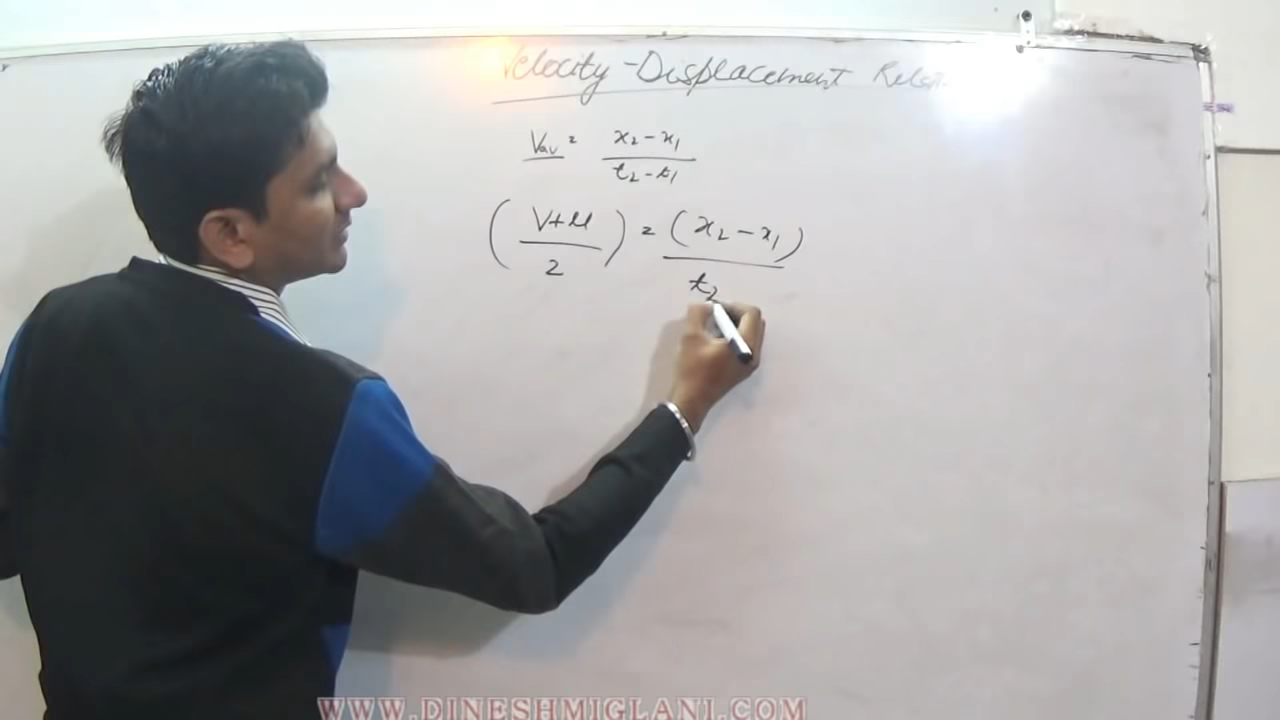 Velocity-Displacement
Vav = x₂-x₁ / t₂-t₁
(V+u / 2) = (x₂-x₁) / t₂
WWW.DINESHMIGLANI.COM